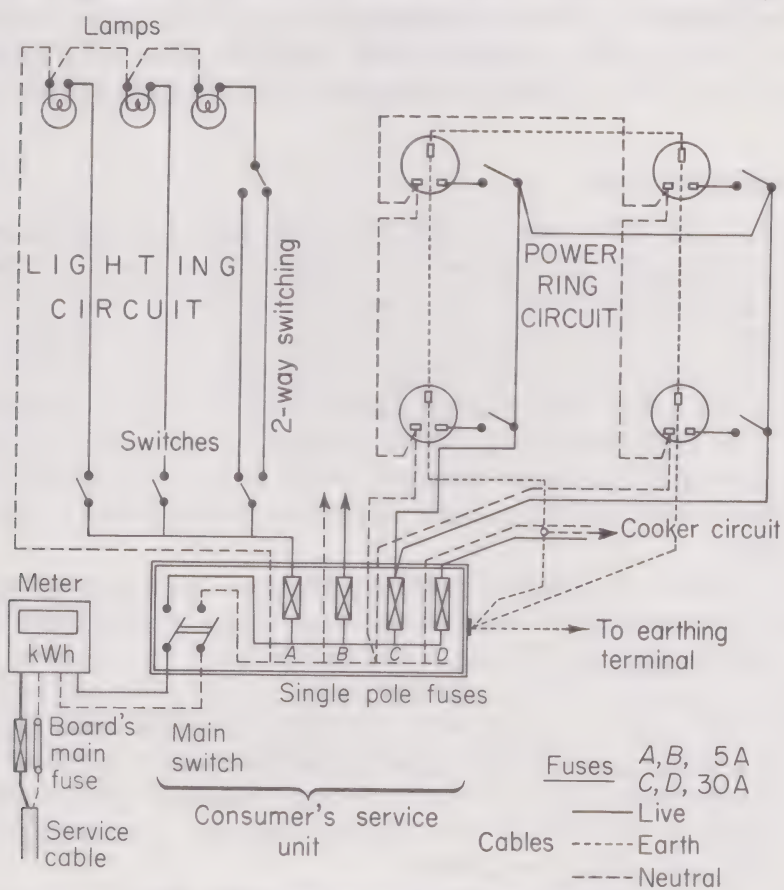 Lamps
LIGHTING
CIRCUIT
2-way switching
Switches
POWER
RING
CIRCUIT
Cooker circuit
Meter
kWh
A B C D
To earthing
terminal
Single pole fuses
Board's
main
fuse
Main
switch
Service
cable
Consumer's service
unit
Fuses A,B, 5A
C,D, 30A
Cables
Live
Earth
Neutral